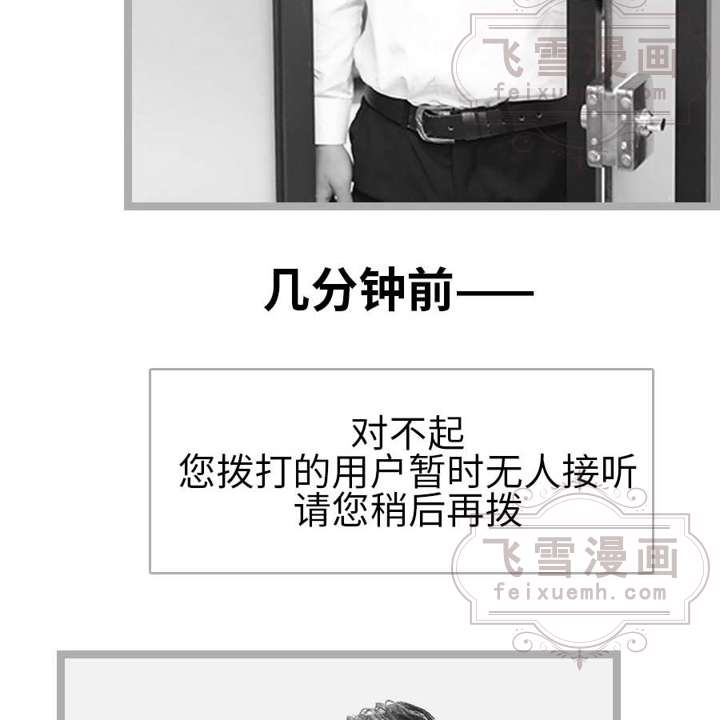 飞雪漫画
feixuemh.com
几分钟前——
对不起
您拨打的用户暂时无人接听
请您稍后再拨
飞雪漫画
feixuemh.com